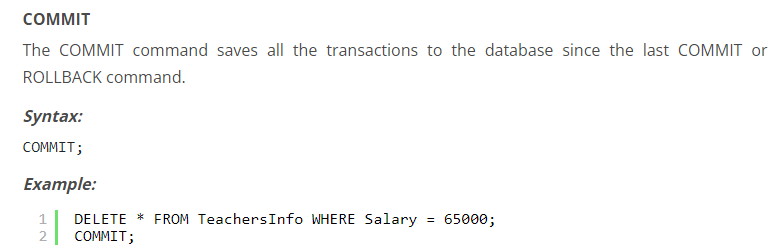 COMMIT
The COMMIT command saves all the transactions to the database since the last COMMIT or
ROLLBACK command.
Syntax:
COMMIT;
Example:
1 DELETE * FROM TeachersInfo WHERE Salary = 65000;
2 COMMIT;